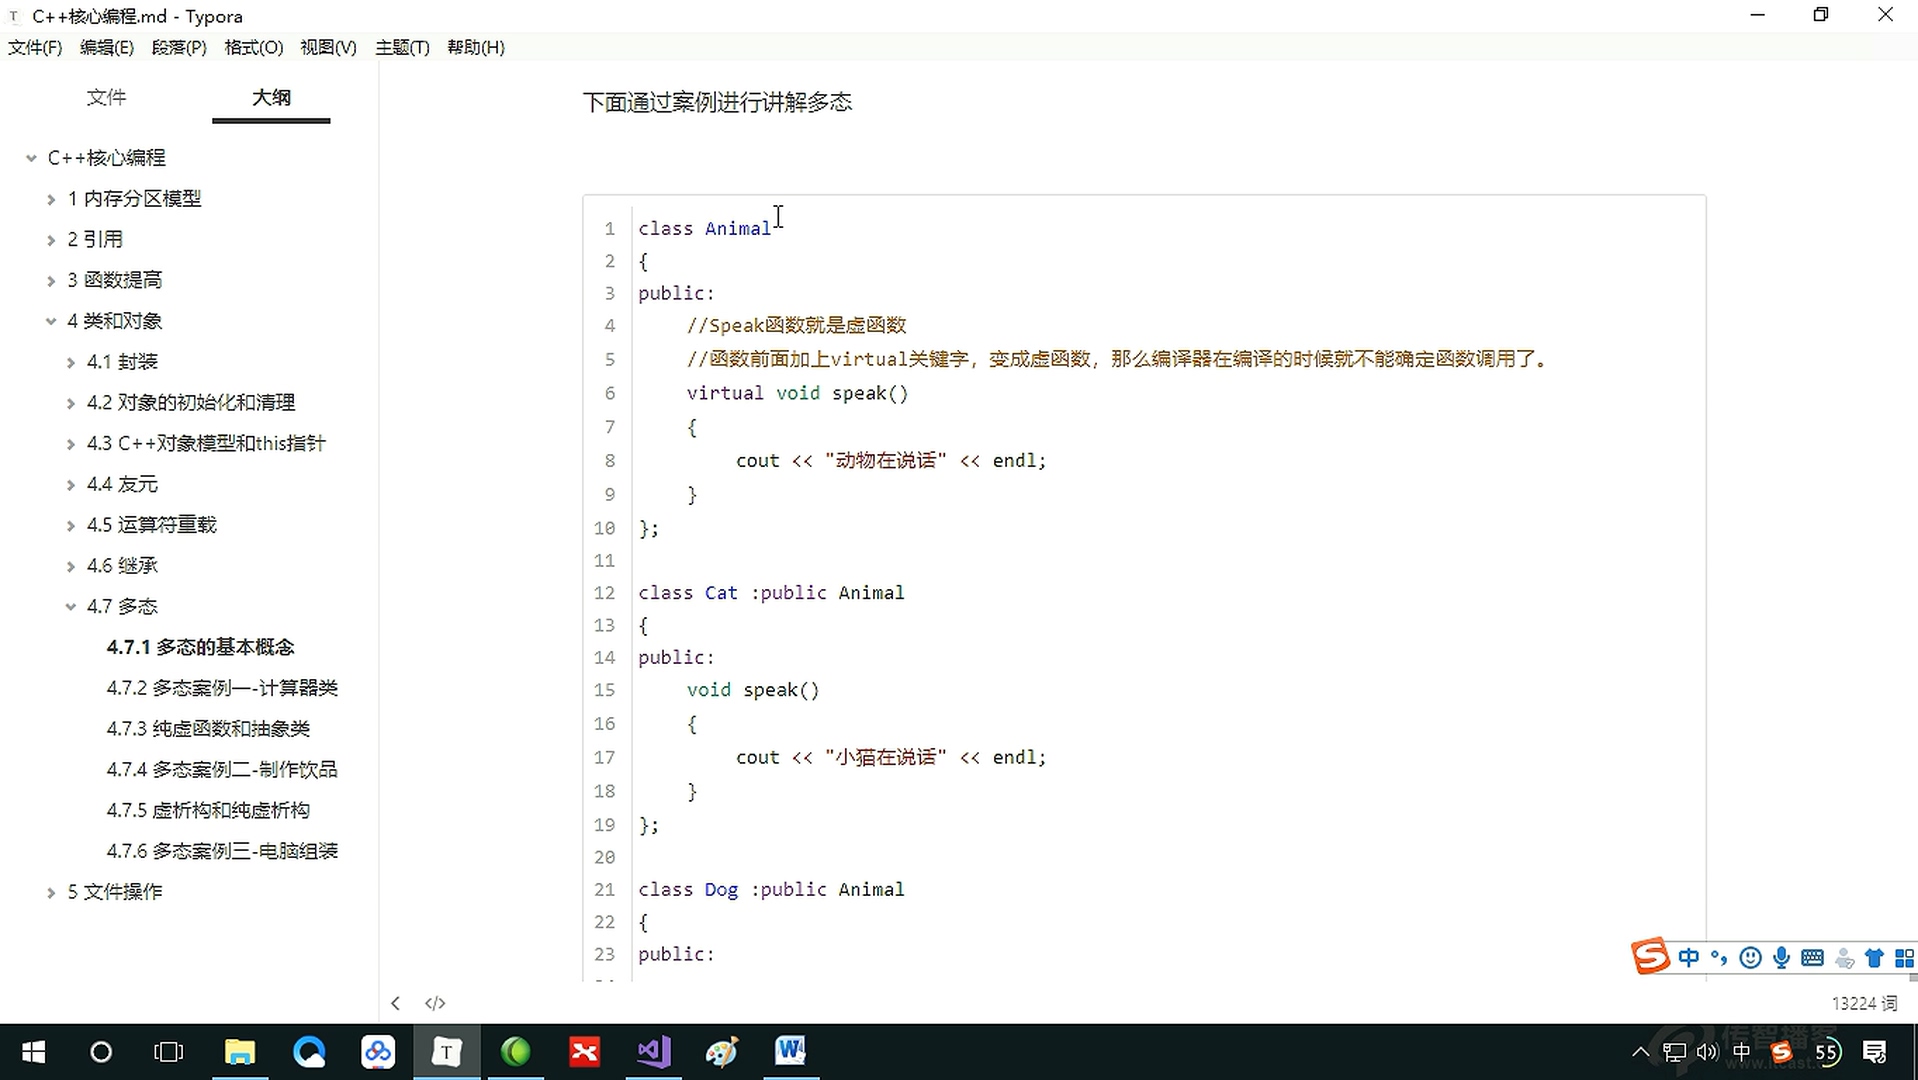 C++核心编程.md - Typora
文件(F) 编辑(E) 段落(P) 格式(O) 视图(V) 主题(T) 帮助(H)
文件 大纲
C++核心编程
1 内存分区模型
2 引用
3 函数提高
4 类和对象
4.1 封装
4.2 对象的初始化和清理
4.3 C++对象模型和this指针
4.4 友元
4.5 运算符重载
4.6 继承
4.7 多态
4.7.1 多态的基本概念
4.7.2 多态案例一-计算器类
4.7.3 纯虚函数和抽象类
4.7.4 多态案例二-制作饮品
4.7.5 虚析构和纯虚析构
4.7.6 多态案例三-电脑组装
5 文件操作
下面通过案例进行讲解多态
1 class Animal
2 {
3 public:
4 //Speak函数就是虚函数
5 //函数前面加上virtual关键字，变成虚函数，那么编译器在编译的时候就不能确定函数调用了。
6 virtual void speak()
7 {
8 cout << "动物在说话" << endl;
9 }
10 };
11
12 class Cat :public Animal
13 {
14 public:
15 void speak()
16 {
17 cout << "小猫在说话" << endl;
18 }
19 };
20
21 class Dog :public Animal
22 {
23 public:
中
13224 词
中 55
传智播客
www.itcast.c